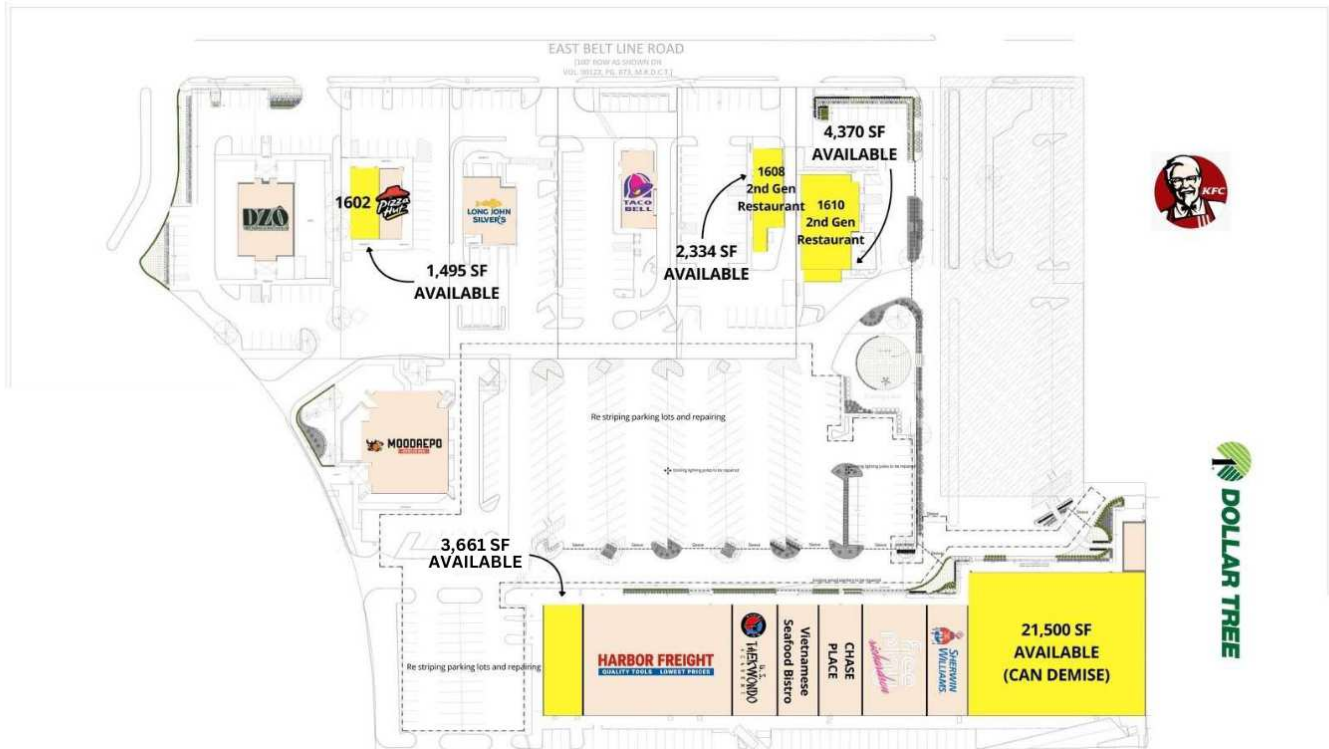 EAST BELT LINE ROAD
4,370 SF
AVAILABLE
1602
Pizza
Hut
DZÔ
LONG JOHN
SILVER'S
TACO
BELL
1608
2nd Gen
Restaurant
1610
2nd Gen
Restaurant
KFC
2,334 SF
AVAILABLE
1,495 SF
AVAILABLE
Re striping parking lots and repairing
MOODAEPO
DOLLAR TREE
3,661 SF
AVAILABLE
Re striping parking lots and repairing
HARBOR FREIGHT
QUALITY TOOLS LOWEST PRICES
U.S.
TAEKWONDO
ACADEMY
Vietnamese
Seafood Bistro
CHASE
PLACE
richardson
SHERWIN
WILLIAMS.
21,500 SF
AVAILABLE
(CAN DEMISE)